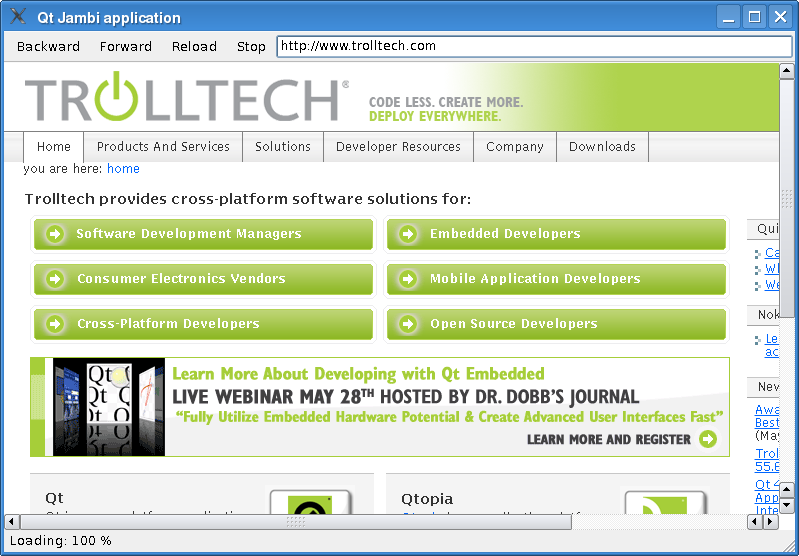 Qt Jambi application
Backward Forward Reload Stop http://www.trolltech.com
TROLLTECH®
CODE LESS. CREATE MORE.
DEPLOY EVERYWHERE.
Home Products And Services Solutions Developer Resources Company Downloads
you are here: home
Trolltech provides cross-platform software solutions for:
Software Development Managers Embedded Developers
Consumer Electronics Vendors Mobile Application Developers
Cross-Platform Developers Open Source Developers
Qui
Ca
Wh
We
Nok
Le
ac
New
Awa
Best
(May
Trol
55.8
Qt 4
App
Inte
Learn More About Developing with Qt Embedded
LIVE WEBINAR MAY 28TH HOSTED BY DR. DOBB'S JOURNAL
"Fully Utilize Embedded Hardware Potential & Create Advanced User Interfaces Fast"
LEARN MORE AND REGISTER
Qt Qtopia
Loading: 100 %